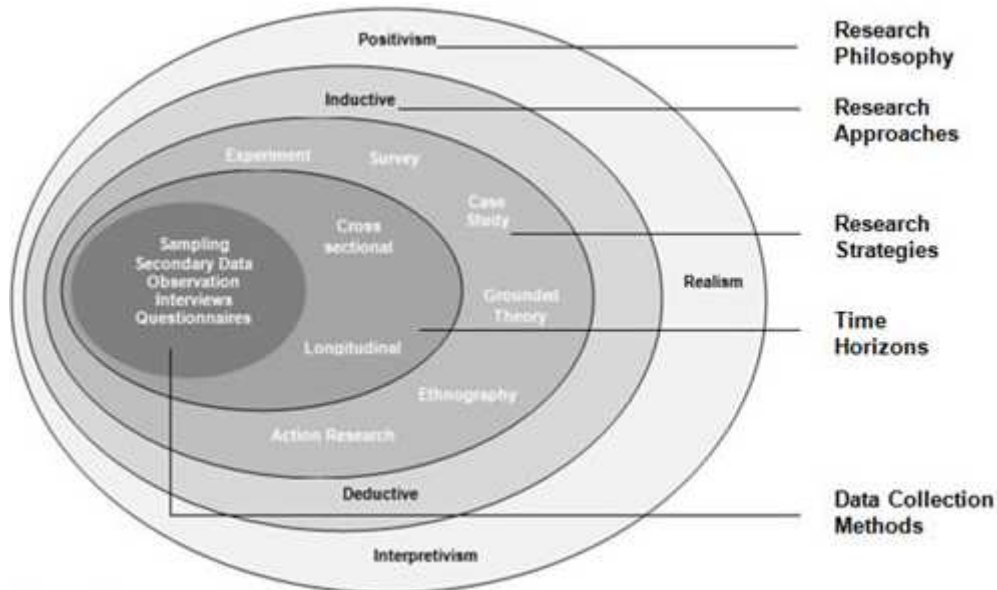 Positivism
Research
Philosophy
Inductive
Research
Approaches
Experiment
Survey
Case
Study
Research
Strategies
Cross
sectional
Sampling
Secondary Data
Observation
Interviews
Questionnaires
Realism
Grounded
Theory
Time
Horizons
Longitudinal
Ethnography
Action Research
Deductive
Data Collection
Methods
Interpretivism